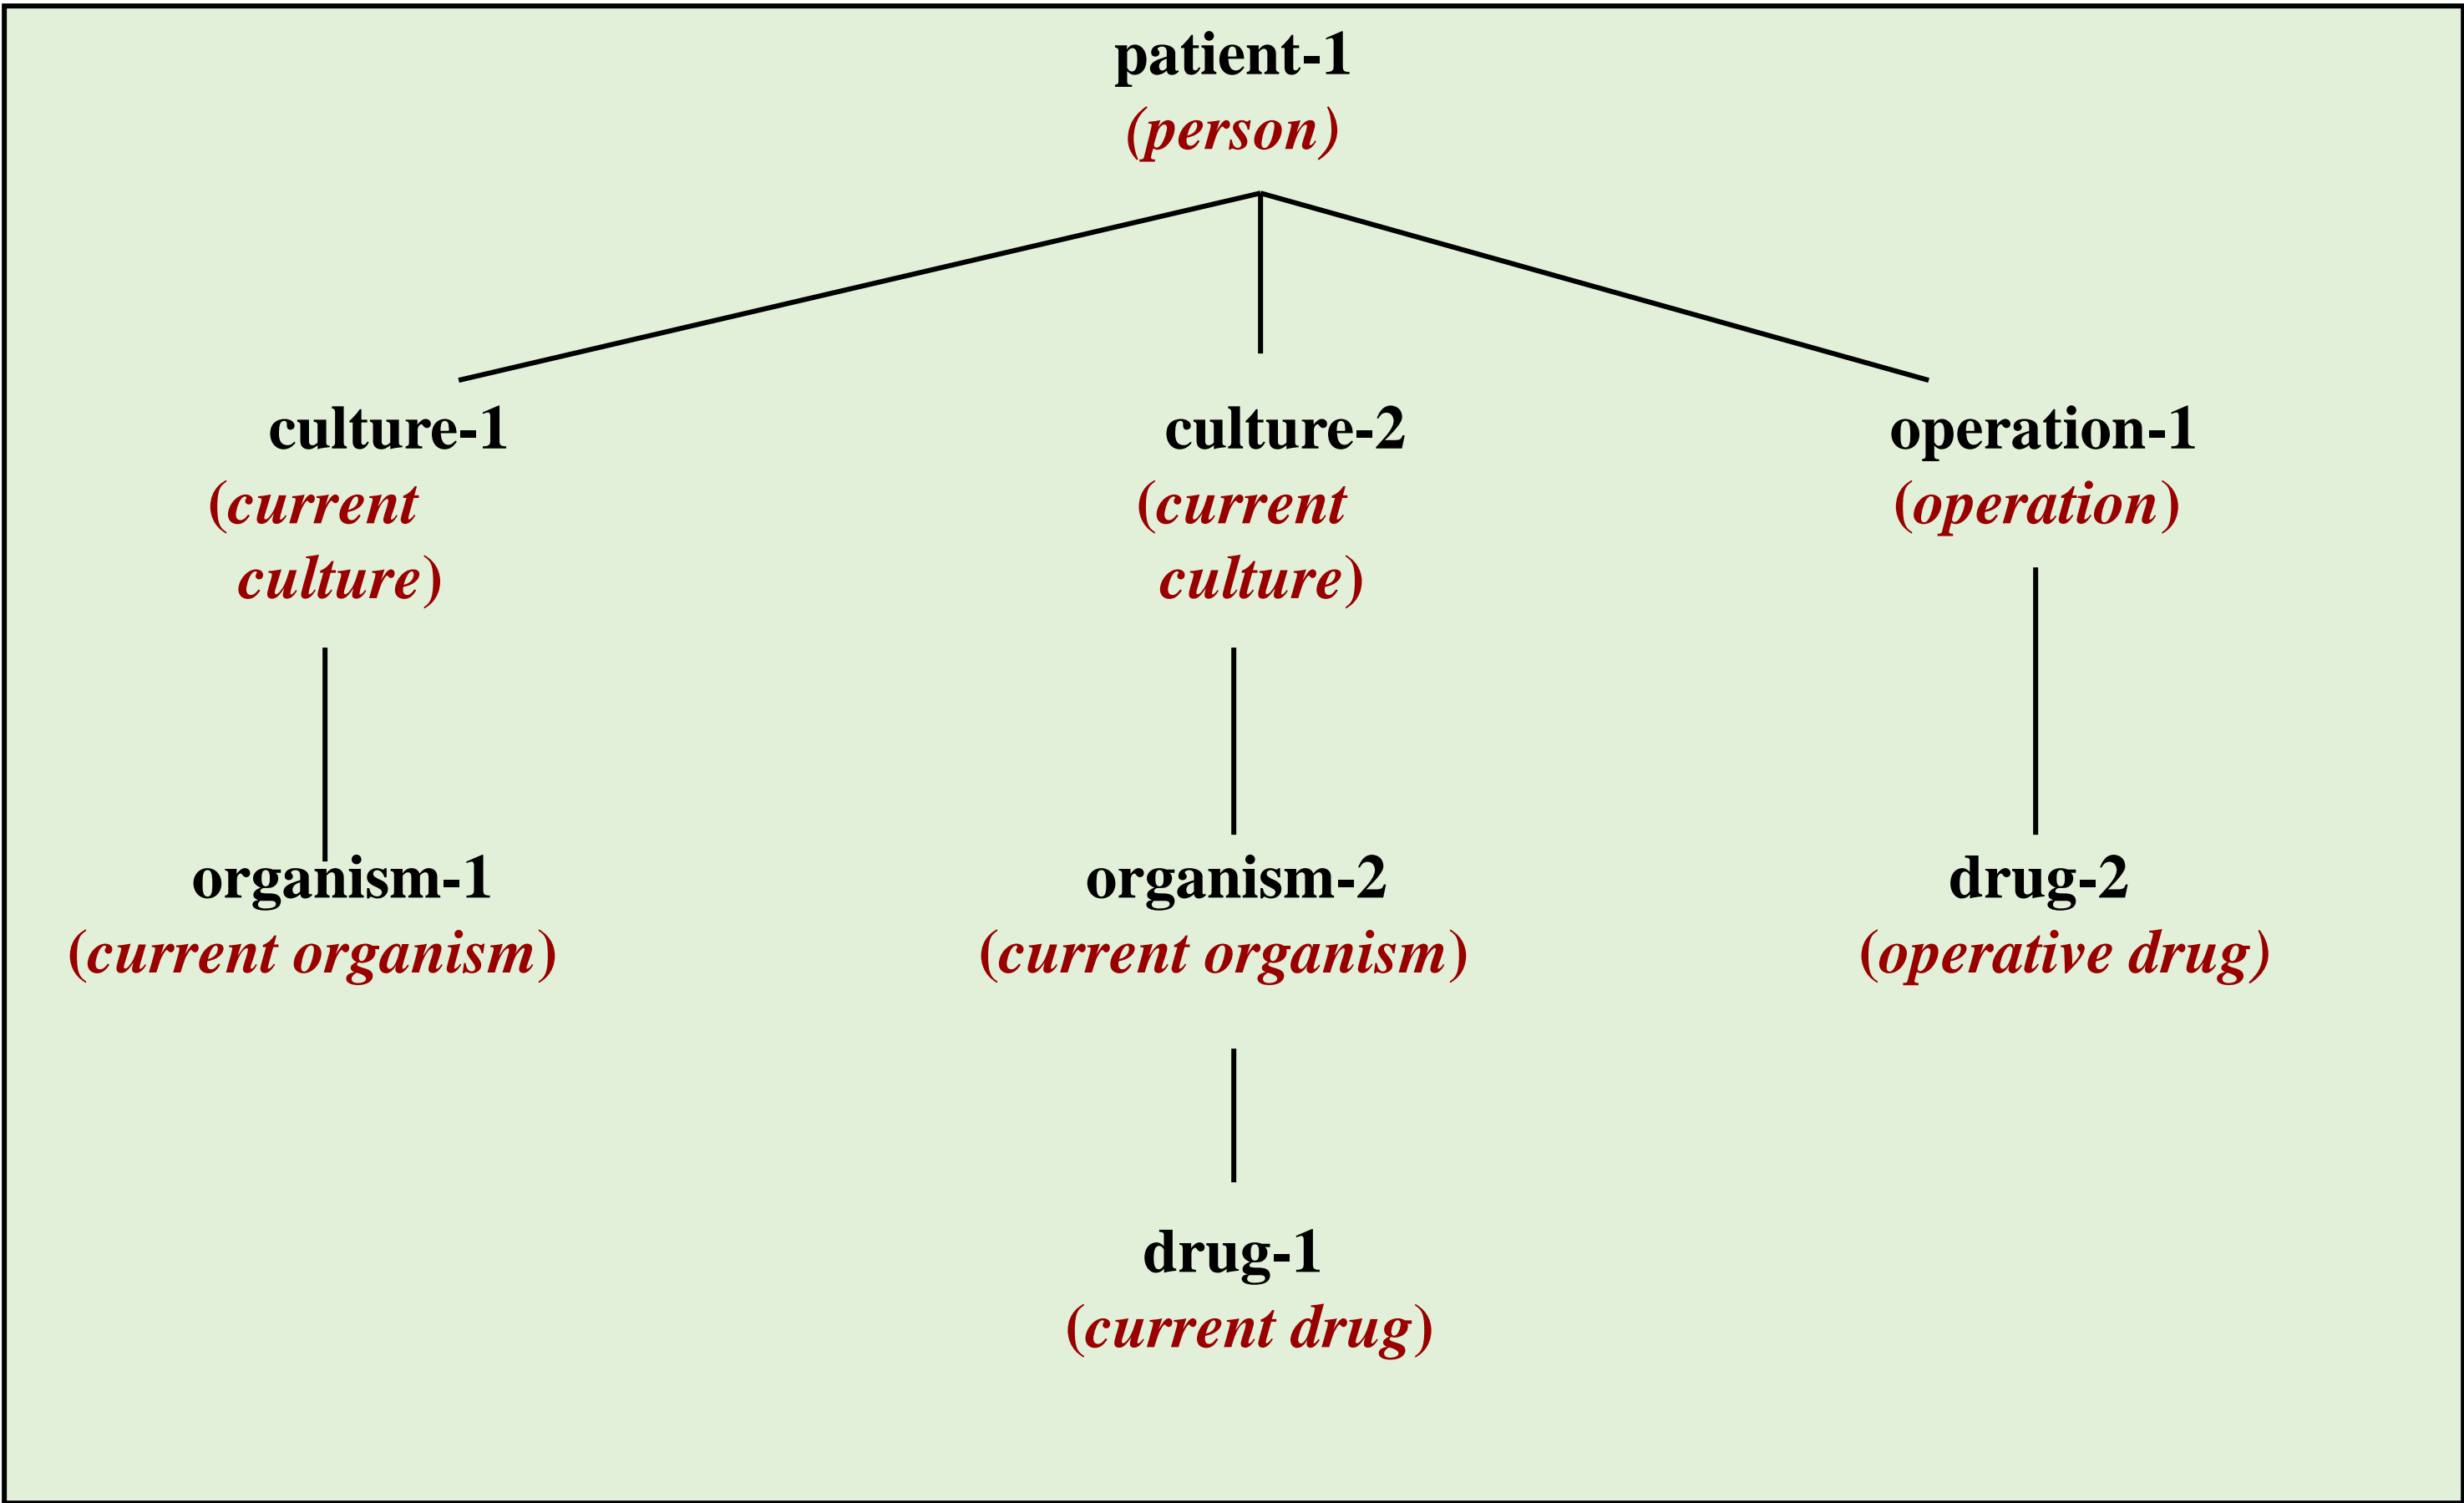 patient-1
(person)
culture-1
(current
culture)
culture-2
(current
culture)
operation-1
(operation)
organism-1
(current organism)
organism-2
(current organism)
drug-2
(operative drug)
drug-1
(current drug)